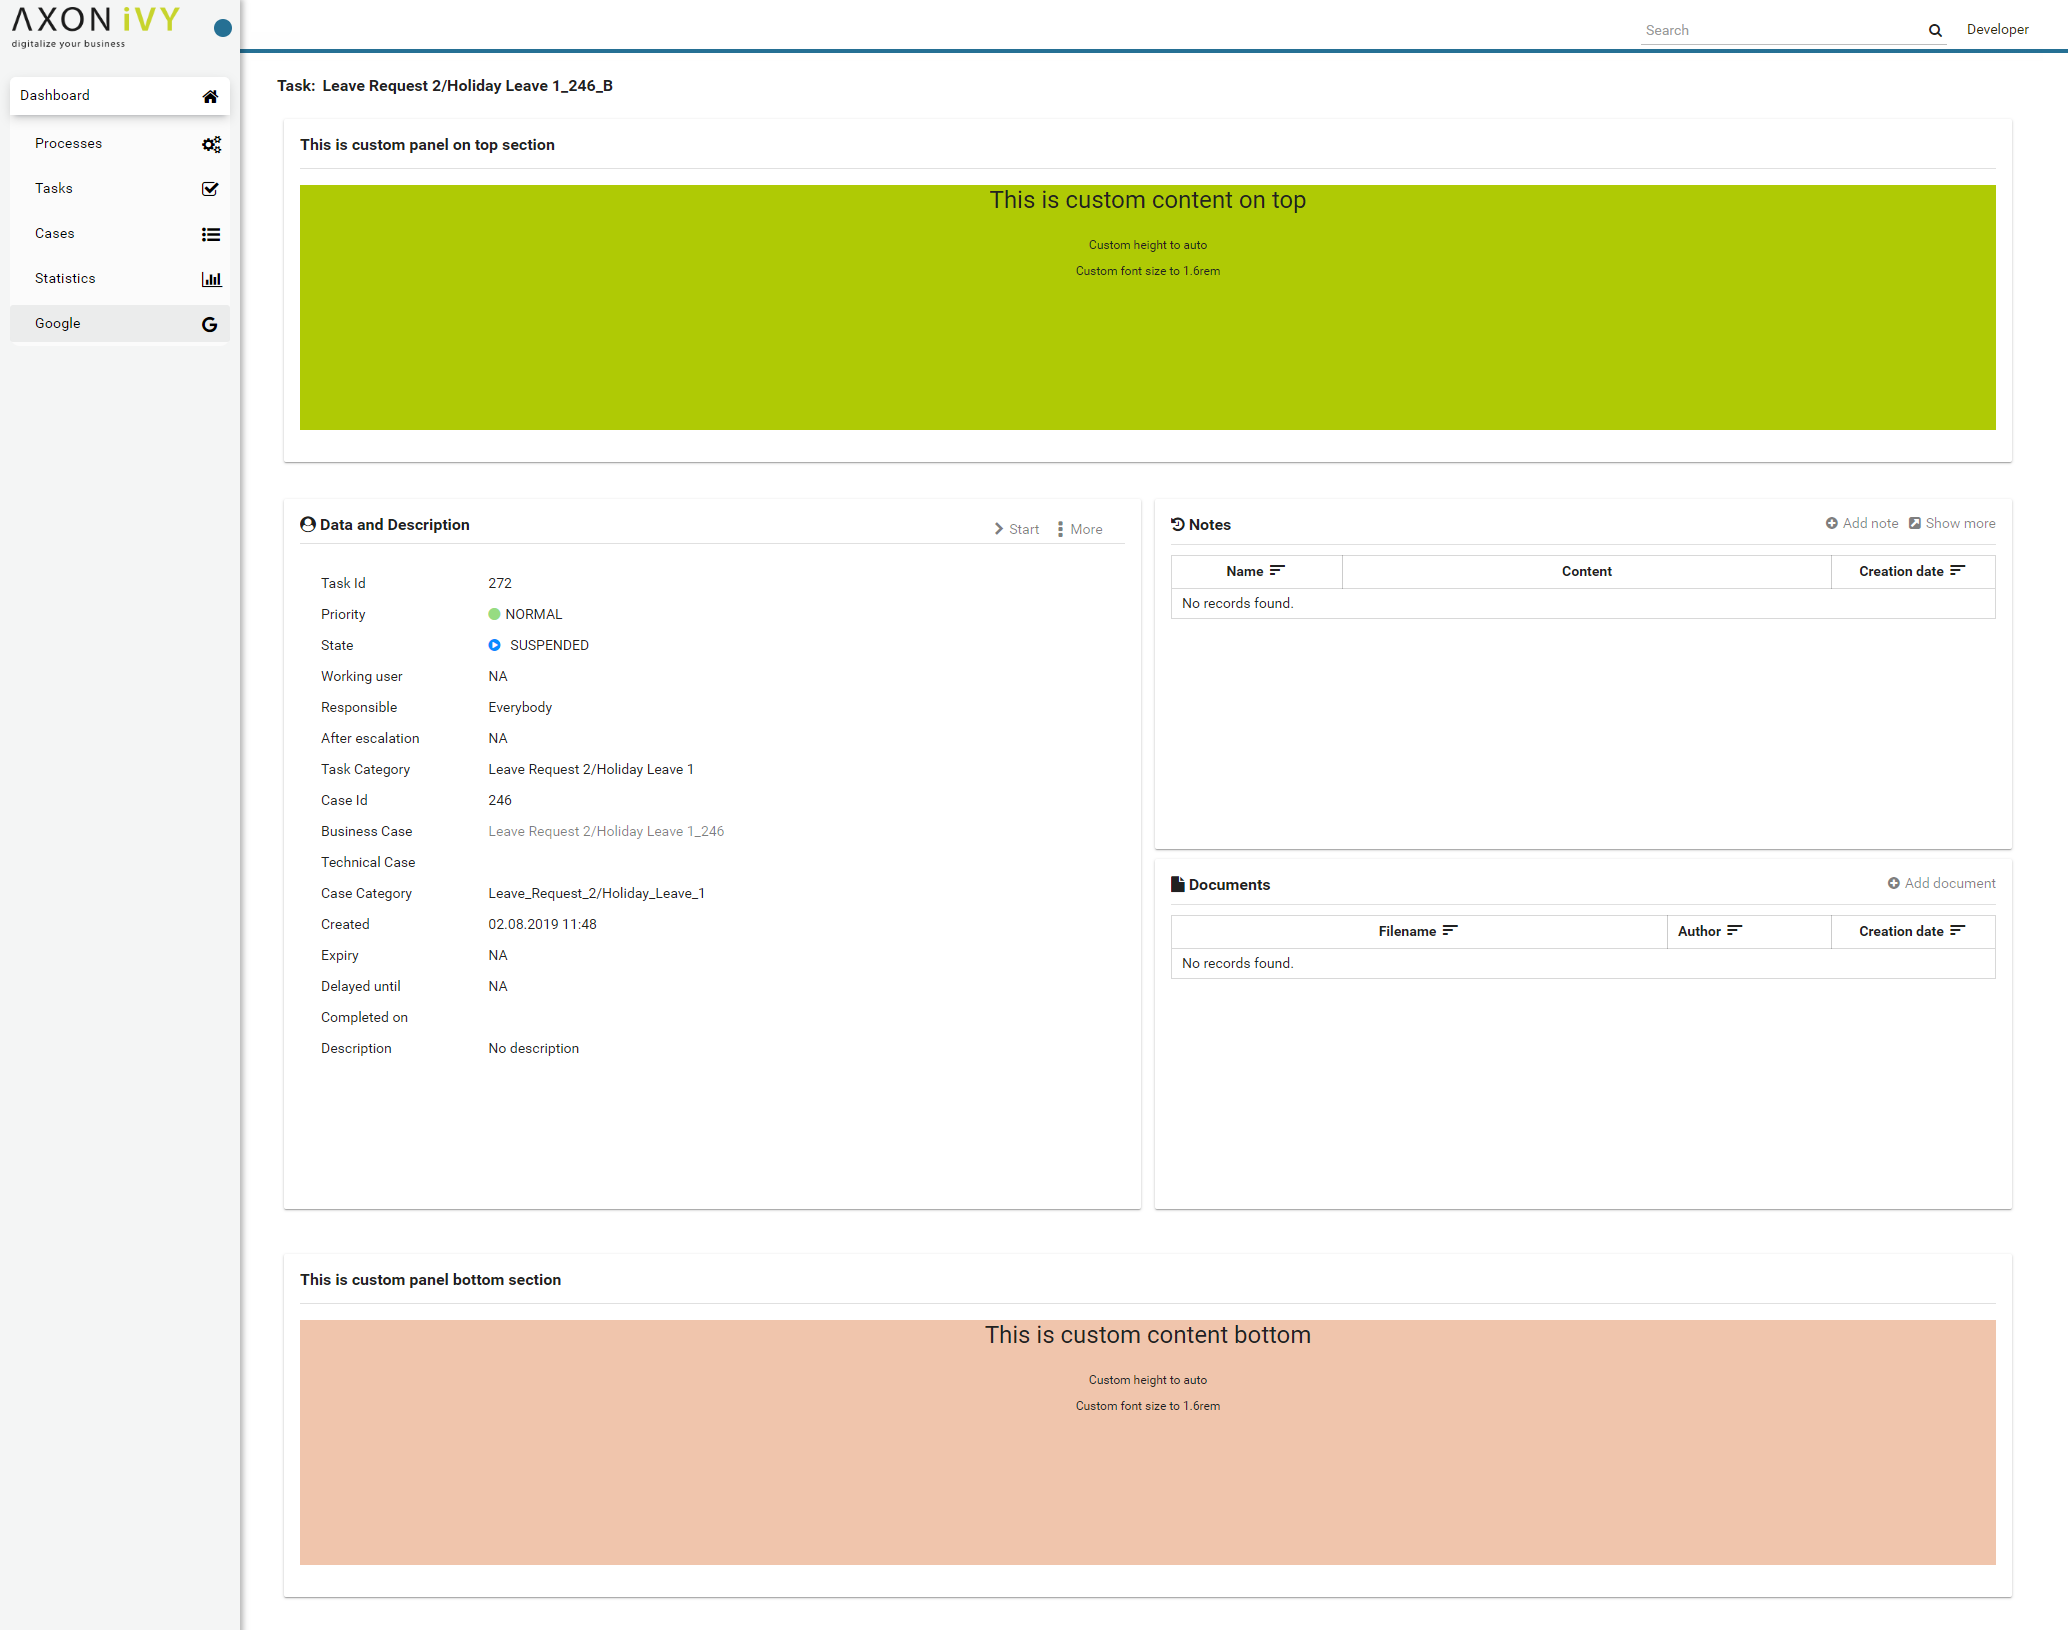 AXON iVY
digitalize your business
Search
Developer
Dashboard
Processes
Tasks
Cases
Statistics
Google
Task: Leave Request 2/Holiday Leave 1_246_B
This is custom panel on top section
This is custom content on top
Custom height to auto
Custom font size to 1.6rem
Data and Description
Start More
Task Id 272
Priority NORMAL
State SUSPENDED
Working user NA
Responsible Everybody
After escalation NA
Task Category Leave Request 2/Holiday Leave 1
Case Id 246
Business Case Leave Request 2/Holiday Leave 1_246
Technical Case
Case Category Leave_Request_2/Holiday_Leave_1
Created 02.08.2019 11:48
Expiry NA
Delayed until NA
Completed on
Description No description
Notes
Add note Show more
Name Content Creation date
No records found.
Documents
Add document
Filename Author Creation date
No records found.
This is custom panel bottom section
This is custom content bottom
Custom height to auto
Custom font size to 1.6rem